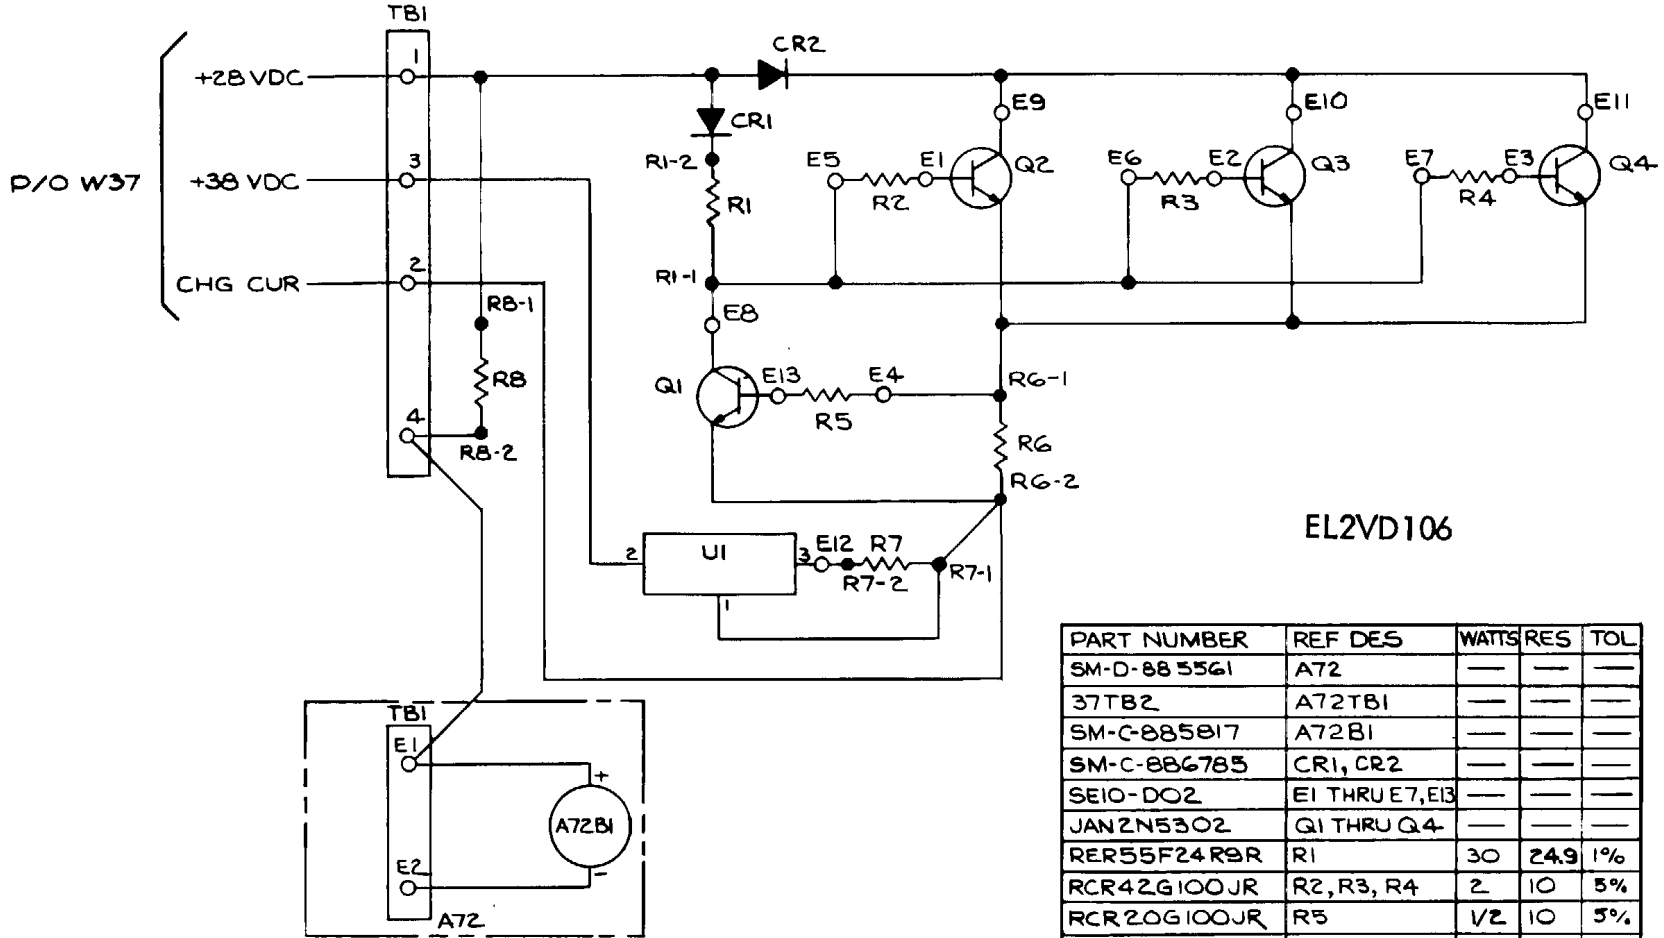 TB1
1
+28 VDC
CR2
E9
E10
E11
CR1
3
R1-2
E5
E1
Q2
E6
E2
Q3
E7
E3
Q4
P/O W37
+38 VDC
R1
R2
R3
R4
2
CHG CUR
R1-1
R8-1
E8
R8
Q1
E13
E4
R6-1
R5
4
R8-2
R6
R6-2
EL2VD106
2
U1
3
E12
R7
R7-2
R7-1
1
TB1
E1
+
A72B1
-
E2
A72
PART NUMBER REF DES WATTS RES TOL
SM-D-885561 A72 — — —
37TB2 A72TB1 — — —
SM-C-885817 A72B1 — — —
SM-C-886785 CR1, CR2 — — —
SE10-D02 E1 THRU E7, E13 — — —
JAN2N5302 Q1 THRU Q4 — — —
RER55F24R9R R1 30 24.9 1%
RCR42G100JR R2, R3, R4 2 10 5%
RCR20G100JR R5 1/2 10 5%